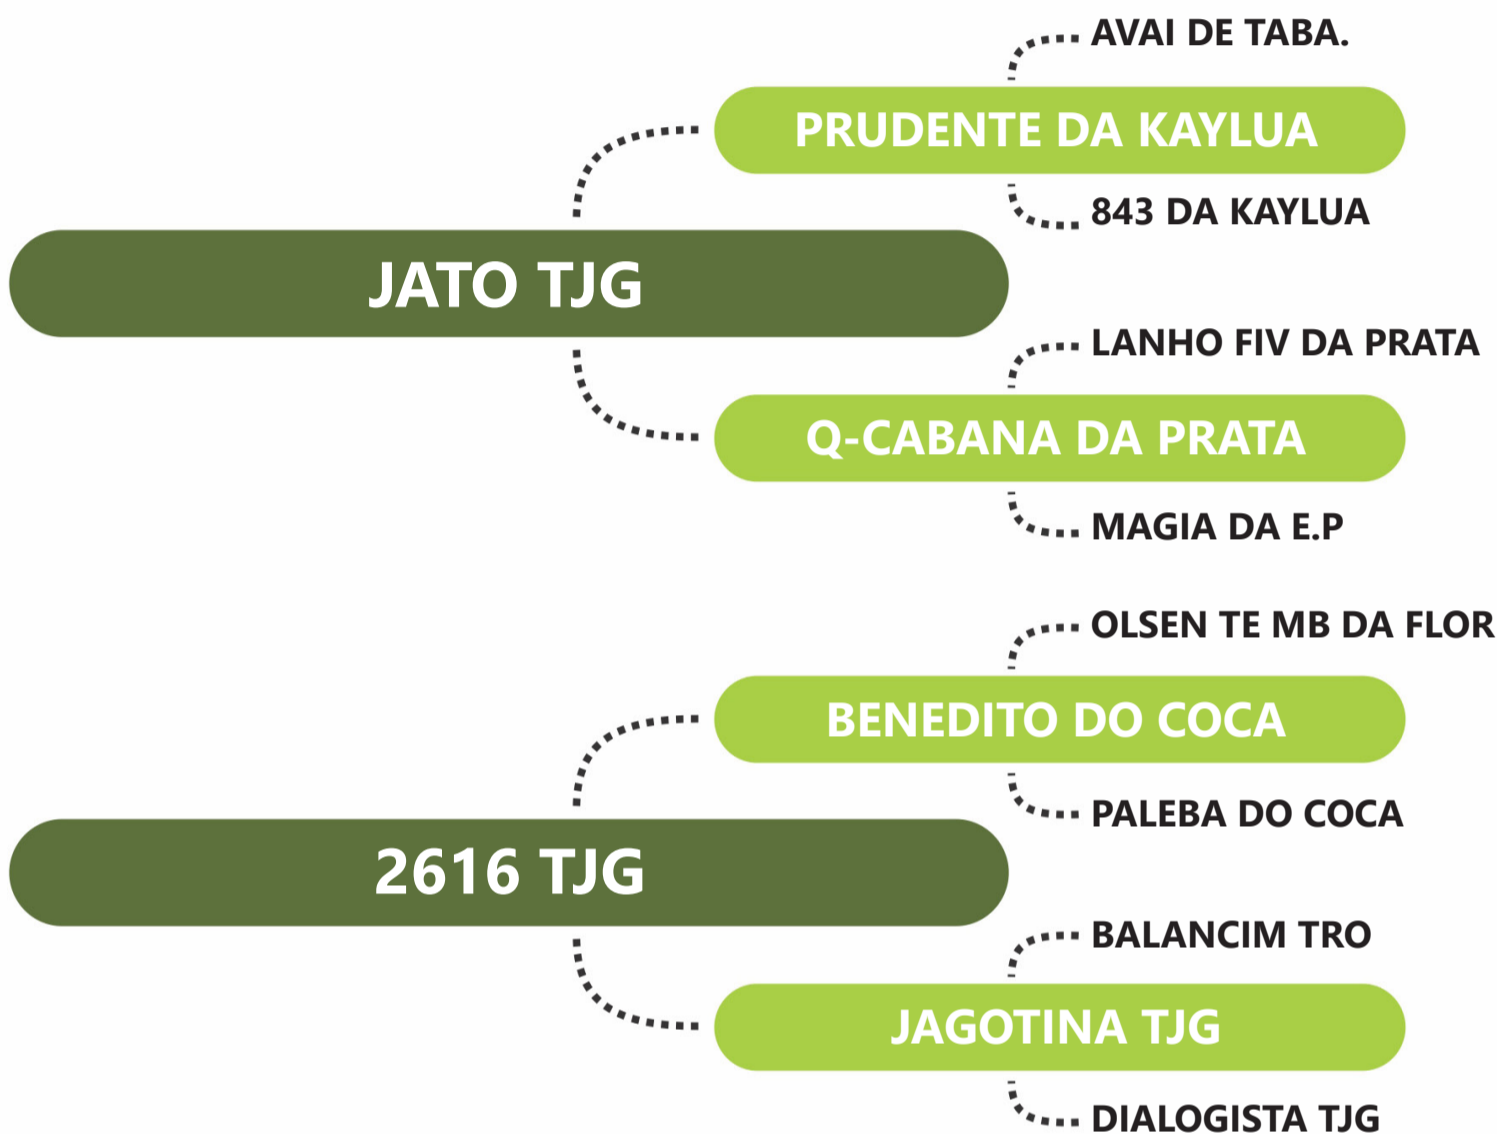 AVAI DE TABA.
PRUDENTE DA KAYLUA
843 DA KAYLUA
JATO TJG
LANHO FIV DA PRATA
Q-CABANA DA PRATA
MAGIA DA E.P
OLSEN TE MB DA FLOR
BENEDITO DO COCA
PALEBA DO COCA
2616 TJG
BALANCIM TRO
JAGOTINA TJG
DIALOGISTA TJG